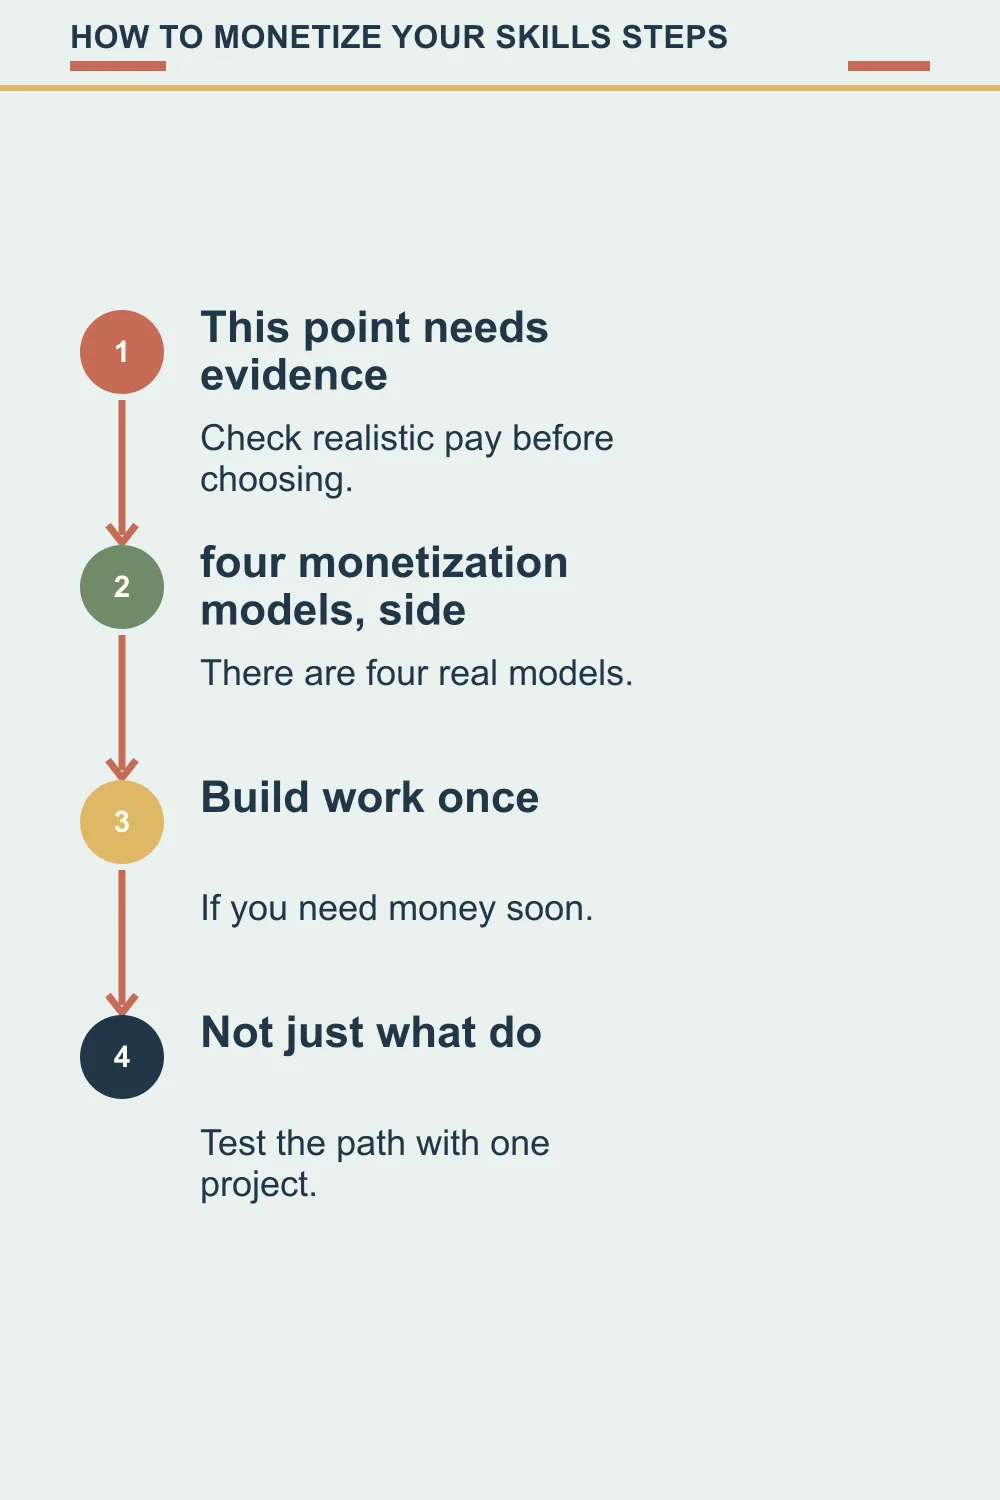 HOW TO MONETIZE YOUR SKILLS STEPS
1
This point needs
evidence
Check realistic pay before
choosing.
2
four monetization
models, side
There are four real models.
3
Build work once
If you need money soon.
4
Not just what do
Test the path with one
project.